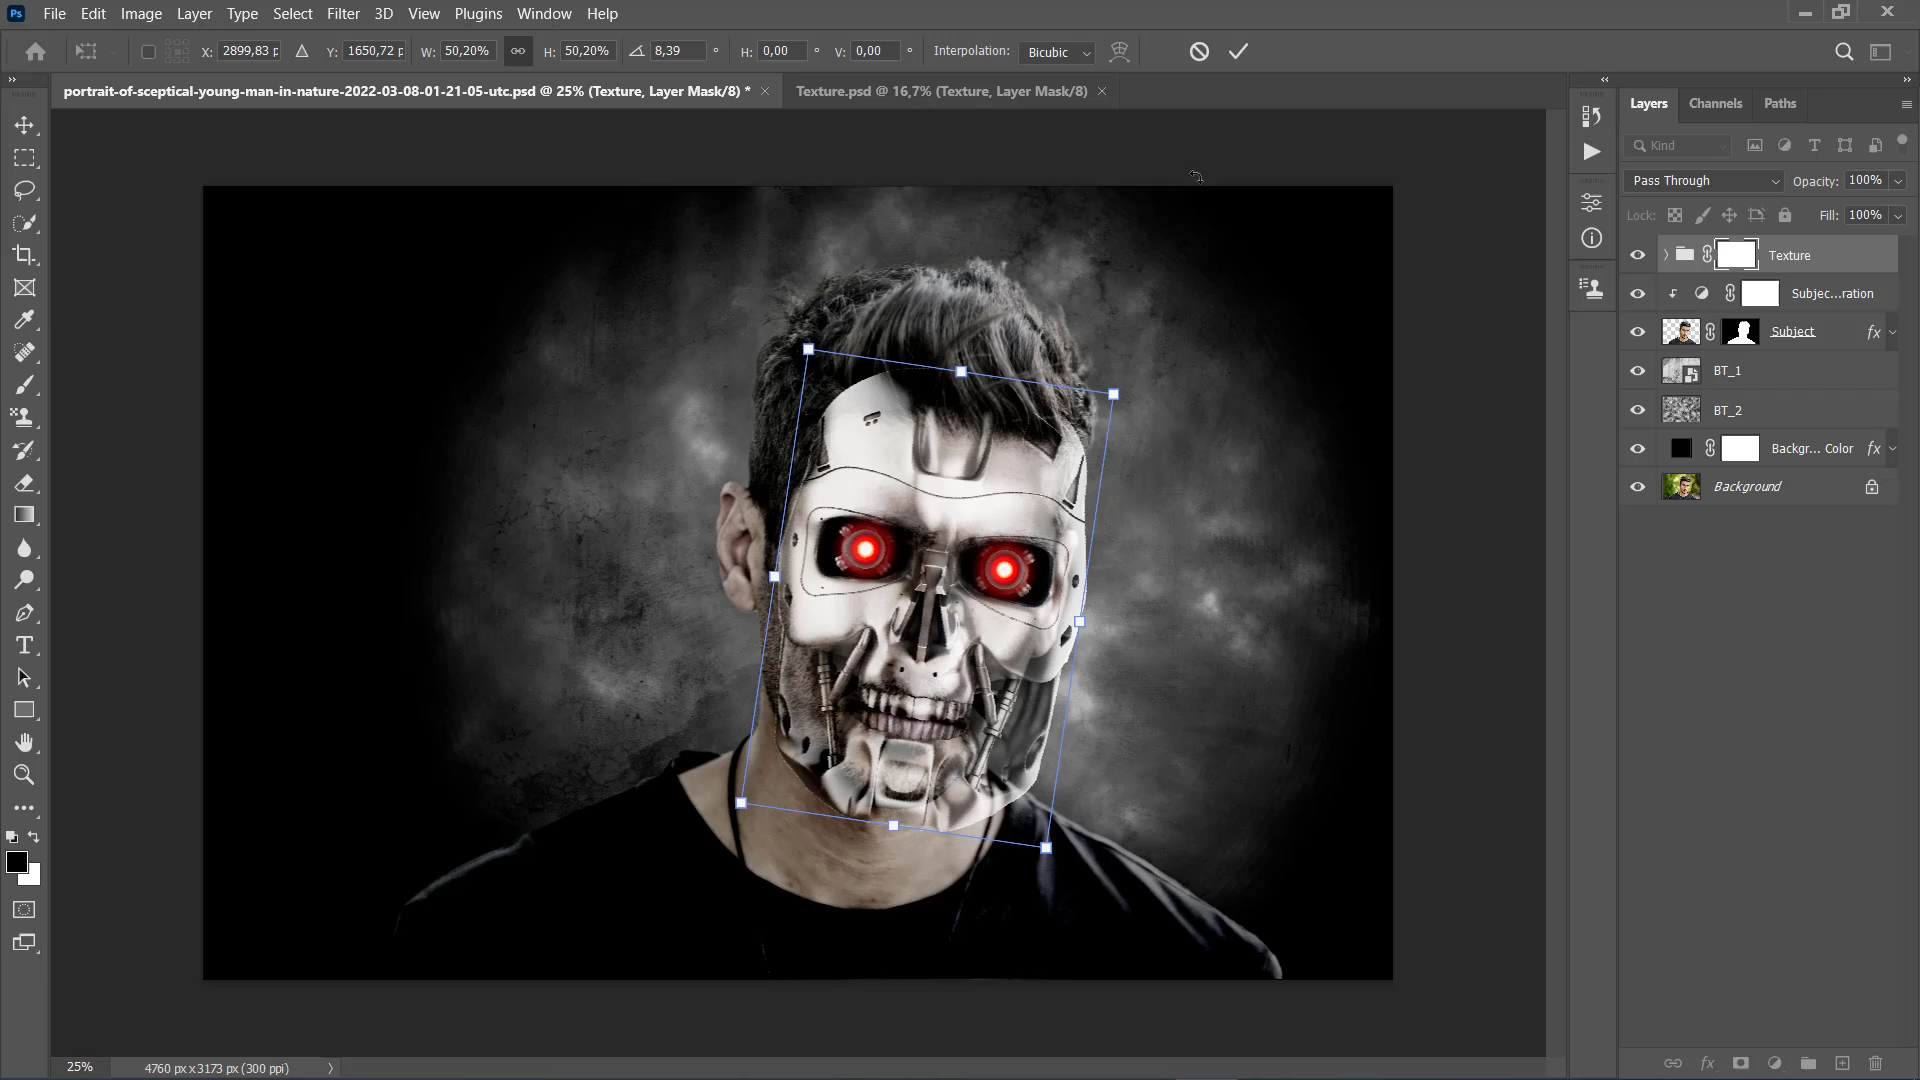 Ps File Edit Image Layer Type Select Filter 3D View Plugins Window Help
X: 2899,83 p Y: 1650,72 p W: 50,20% H: 50,20% 8,39 ° H: 0,00 ° V: 0,00 ° Interpolation: Bicubic
portrait-of-sceptical-young-man-in-nature-2022-03-08-01-21-05-utc.psd @ 25% (Texture, Layer Mask/8) *
Texture.psd @ 16,7% (Texture, Layer Mask/8)
Layers Channels Paths
Kind
Pass Through Opacity: 100%
Lock: Fill: 100%
Texture
Subjec...ration
Subject fx
BT_1
BT_2
Backgr... Color fx
Background
25% 4760 px x 3173 px (300 ppi)
fx